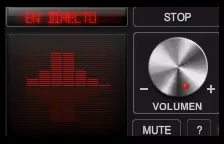 EN DIRECTO
STOP
- +
VOLUMEN
MUTE ?